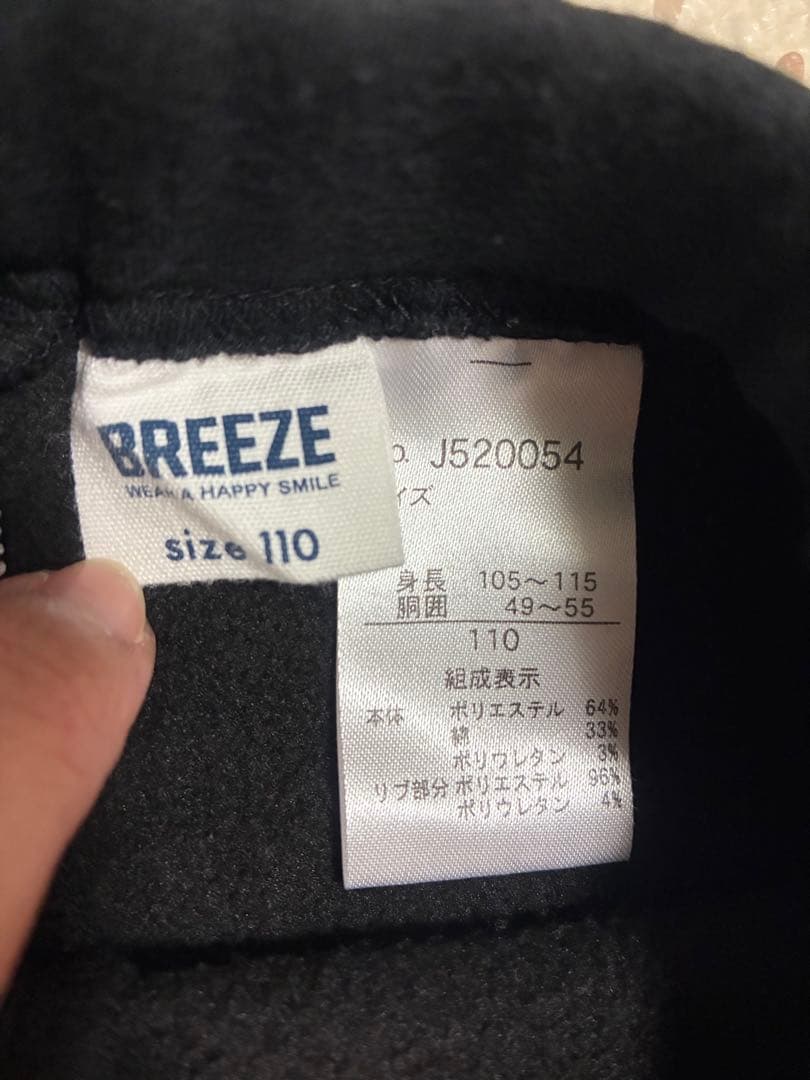 BREEZE
WEAR A HAPPY SMILE
size 110
o. J520054
イズ
身長 105〜115
胴囲 49〜55
110
組成表示
本体 ポリエステル 64%
綿 33%
ポリウレタン 3%
リブ部分 ポリエステル 96%
ポリウレタン 4%